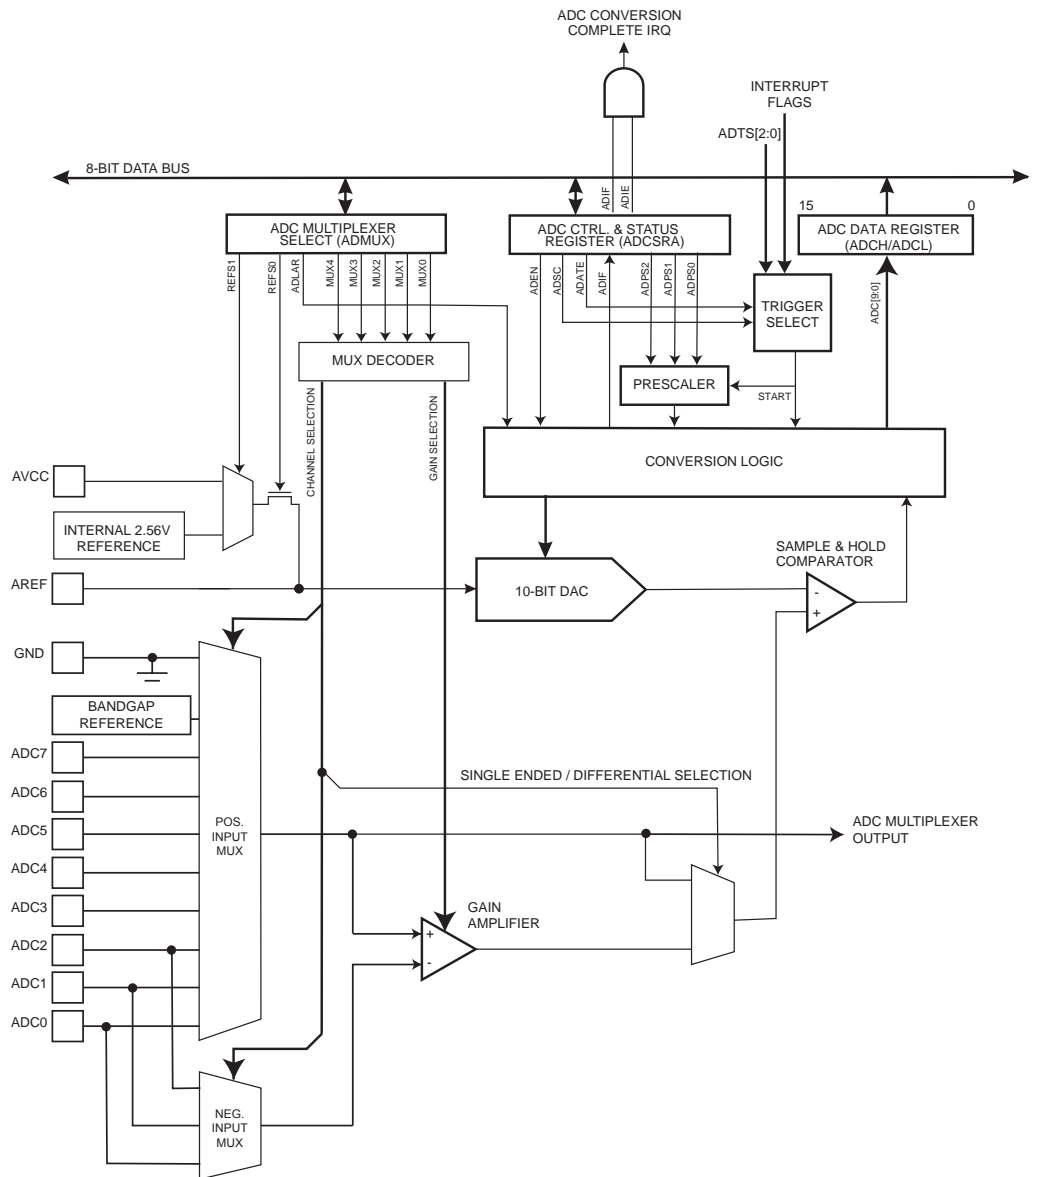 ADC CONVERSION
COMPLETE IRQ
INTERRUPT
FLAGS
ADTS[2:0]
8-BIT DATA BUS
ADIF
ADIE
15
0
ADC MULTIPLEXER
SELECT (ADMUX)
ADC CTRL. & STATUS
REGISTER (ADCSRA)
ADC DATA REGISTER
(ADCH/ADCL)
REFS1
REFS0
ADLAR
MUX4
MUX3
MUX2
MUX1
MUX0
ADEN
ADSC
ADATE
ADIF
ADPS2
ADPS1
ADPS0
ADC[9:0]
TRIGGER
SELECT
MUX DECODER
PRESCALER
START
CHANNEL SELECTION
GAIN SELECTION
CONVERSION LOGIC
AVCC
INTERNAL 2.56V
REFERENCE
SAMPLE & HOLD
COMPARATOR
AREF
10-BIT DAC
-
+
GND
BANDGAP
REFERENCE
ADC7
ADC6
ADC5
ADC4
ADC3
ADC2
ADC1
ADC0
SINGLE ENDED / DIFFERENTIAL SELECTION
POS.
INPUT
MUX
ADC MULTIPLEXER
OUTPUT
GAIN
AMPLIFIER
+
-
NEG.
INPUT
MUX